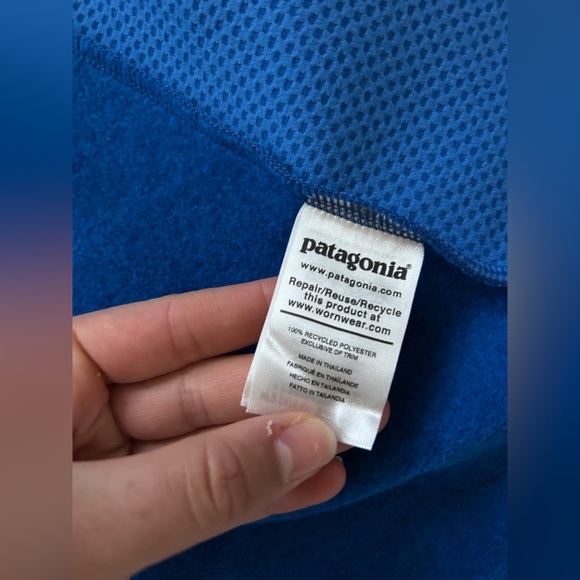 patagonia®
www.patagonia.com
Repair/Reuse/Recycle
this product at
www.wornwear.com
100% RECYCLED POLYESTER
EXCLUSIVE OF TRIM
MADE IN THAILAND
FABRIQUÉ EN THAÏLANDE
HECHO EN TAILANDIA
FATTO IN TAILANDIA